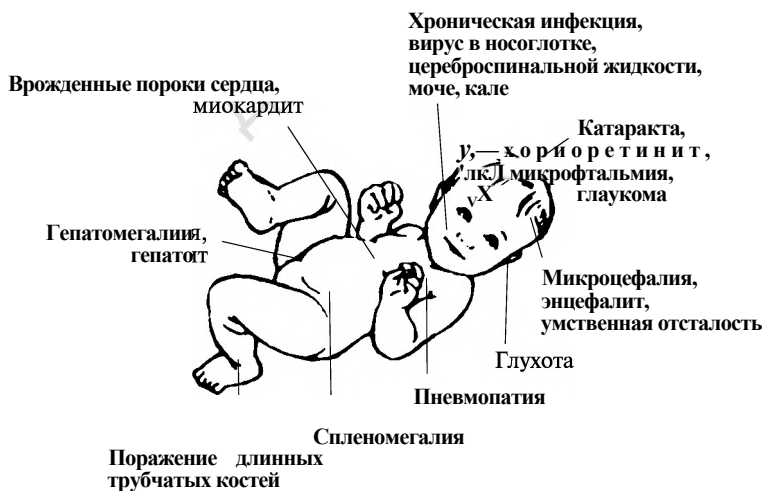 Хроническая инфекция,
вирус в носоглотке,
цереброспинальной жидкости,
моче, кале
Врожденные пороки сердца,
миокардит
Катаракта,
хориоретинит,
микрофтальмия,
глаукома
Гепатомегалия,
гепатит
Микроцефалия,
энцефалит,
умственная отсталость
Глухота
Пневмопатия
Спленомегалия
Поражение длинных
трубчатых костей